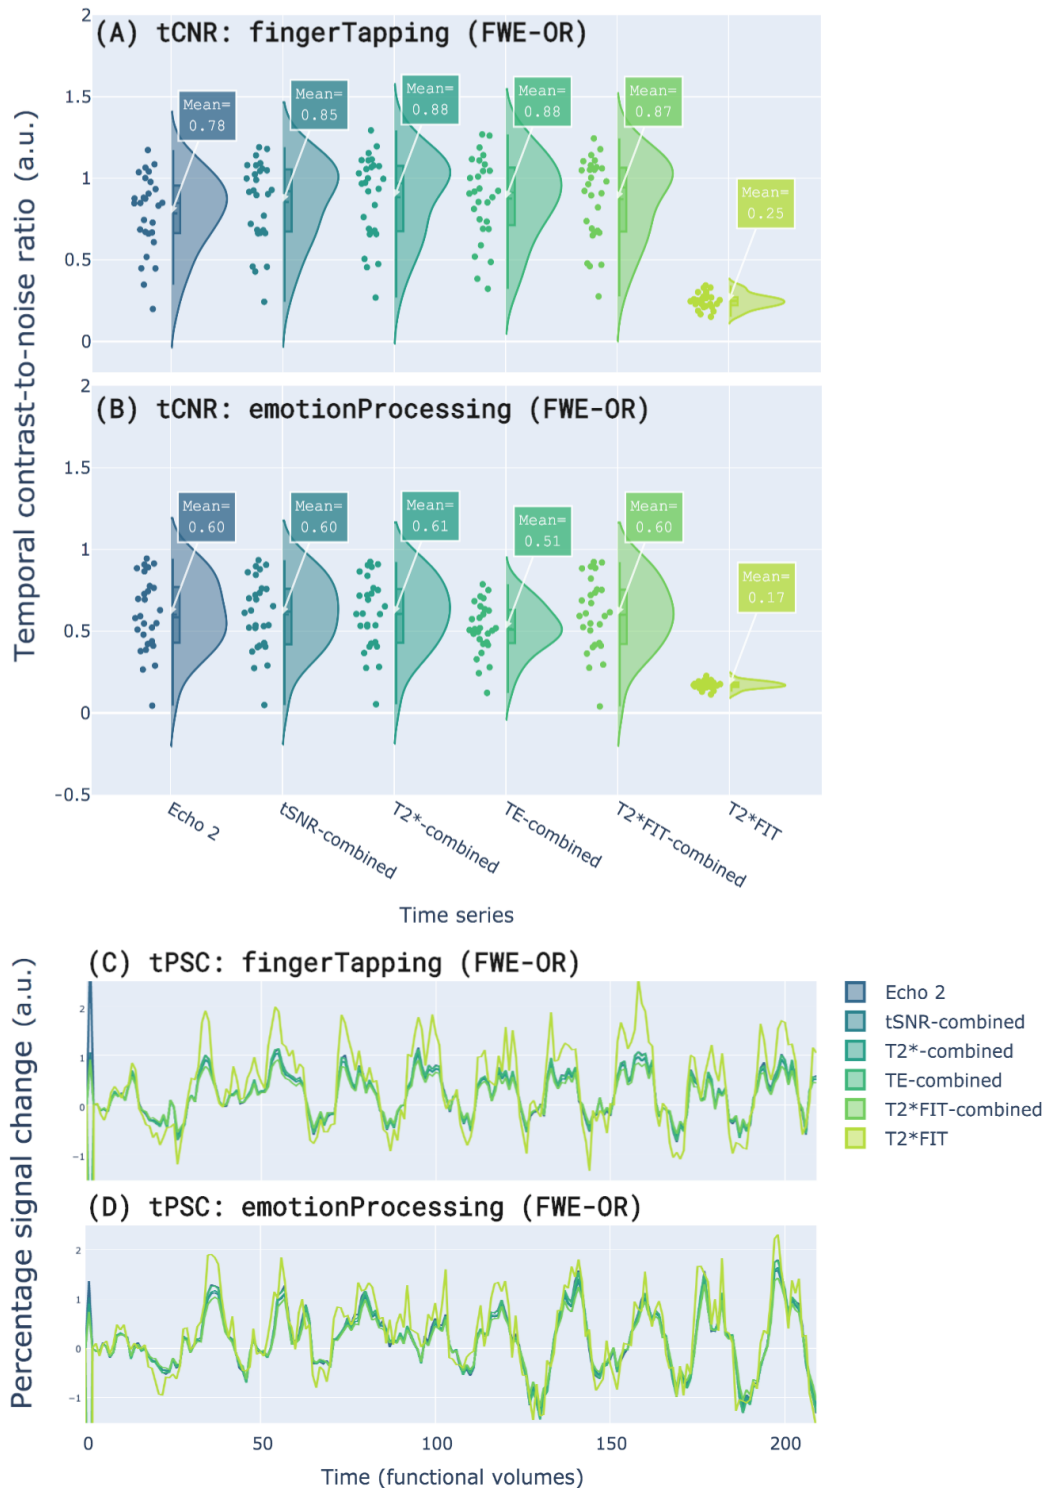 (A) tCNR: fingerTapping (FWE-OR)
Temporal contrast-to-noise ratio (a.u.)
2
1.5
1
0.5
0
Mean=
0.78
Mean=
0.85
Mean=
0.88
Mean=
0.88
Mean=
0.87
Mean=
0.25
(B) tCNR: emotionProcessing (FWE-OR)
2
1.5
1
0.5
0
-0.5
Mean=
0.60
Mean=
0.60
Mean=
0.61
Mean=
0.51
Mean=
0.60
Mean=
0.17
Echo 2
tSNR-combined
T2*-combined
TE-combined
T2*FIT-combined
T2*FIT
Time series
(C) tPSC: fingerTapping (FWE-OR)
Percentage signal change (a.u.)
2
1
0
−1
Echo 2
tSNR-combined
T2*-combined
TE-combined
T2*FIT-combined
T2*FIT
(D) tPSC: emotionProcessing (FWE-OR)
2
1
0
−1
0
50
100
150
200
Time (functional volumes)